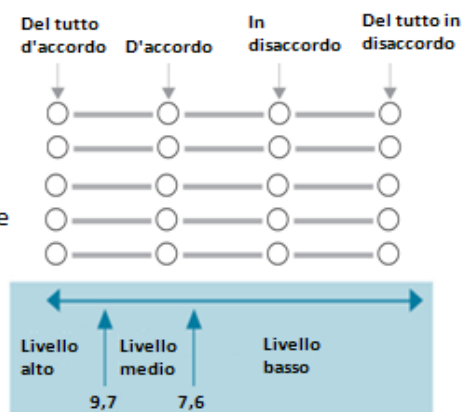 Del tutto d'accordo
D'accordo
In disaccordo
Del tutto in disaccordo
e
Livello alto
Livello medio
Livello basso
9,7
7,6